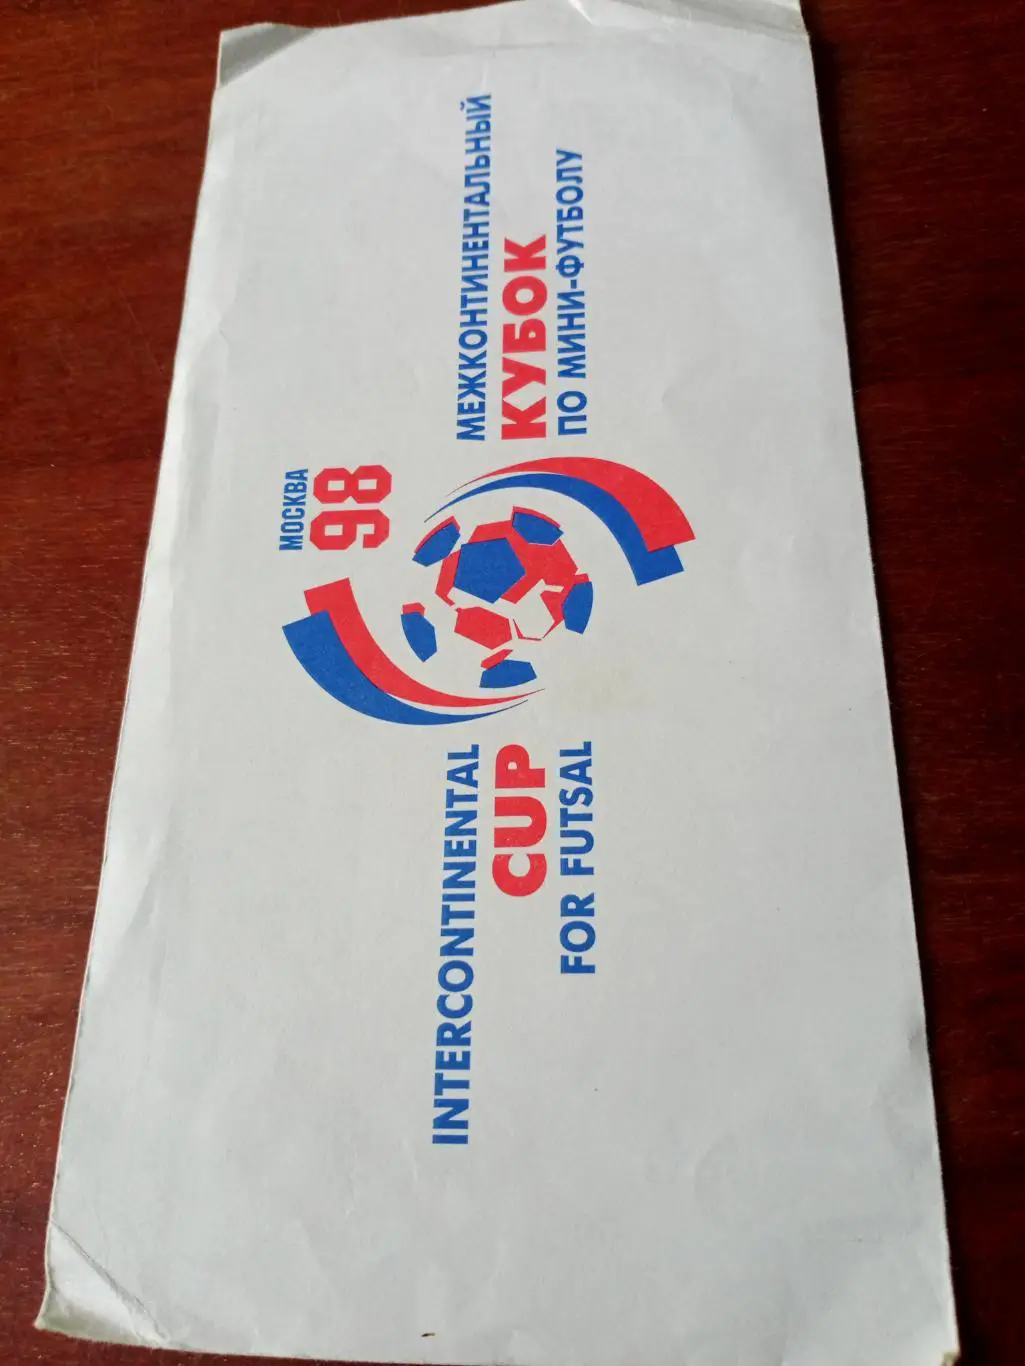 МОСКВА
98
INTERCONTINENTAL
CUP
FOR FUTSAL
МЕЖКОНТИНЕНТАЛЬНЫЙ
КУБОК
ПО МИНИ-ФУТБОЛУ